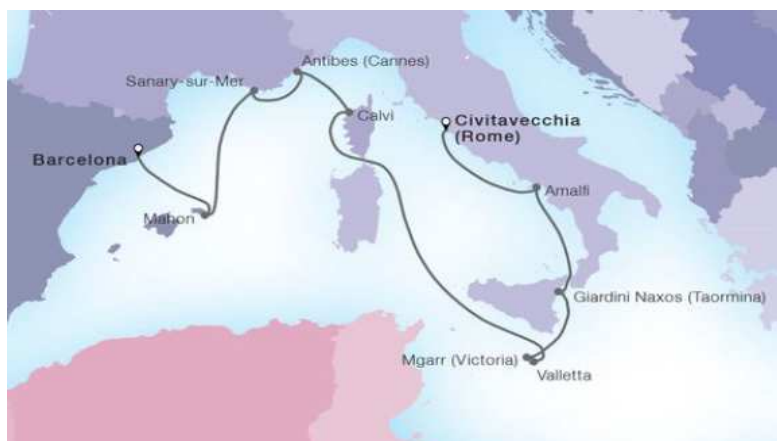 Antibes (Cannes)
Sanary-sur-Mer
Calvi
Civitavecchia
(Rome)
Barcelona
Amalfi
Mahon
Giardini Naxos (Taormina)
Mgarr (Victoria)
Valletta